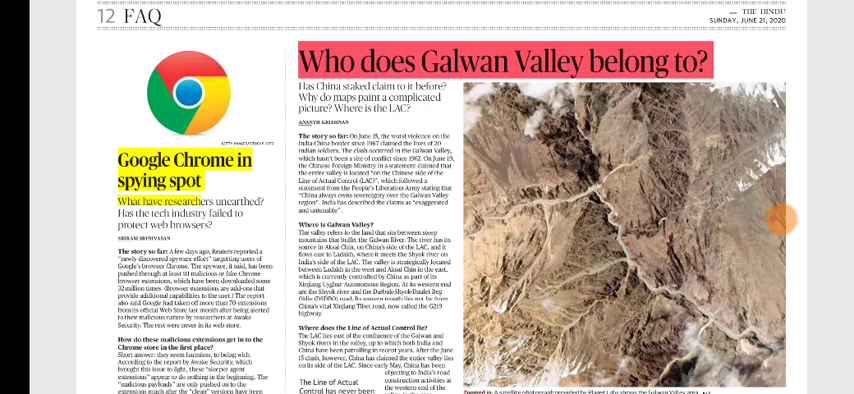 12 FAQ
THE HINDU
SUNDAY, JUNE 21, 2020
Google Chrome in
spying spot
What have researchers unearthed?
Has the tech industry failed to
protect web browsers?
SRIRAM SRINIVASAN
The story so far: A few days ago, Reuters reported a
"newly discovered spyware effort" targeting users of
Google's browser Chrome. The spyware, it said, has been
pushed through at least 111 malicious or fake Chrome
browser extensions, which have been downloaded some
32 million times. (Browser extensions are add-ons that
provide additional capabilities to the user.) The report
also said Google had taken off more than 70 extensions
from its official Web Store last month after being alerted
to their malicious nature by researchers at Awake
Security. The rest were never in its web store.
How do these malicious extensions get in to the
Chrome store in the first place?
Short answer: they seem harmless, to being with.
According to the report by Awake Security, which
brought this issue to light, these "sleeper agent
extensions" appear to do nothing in the beginning. The
"malicious payloads" are only pushed on to the
extensions much after the "clean" versions have been
Who does Galwan Valley belong to?
Has China staked claim to it before?
Why do maps paint a complicated
picture? Where is the LAC?
ANANTH KRISHNAN
The story so far: On June 15, the worst violence on the
India-China border since 1967 claimed the lives of 20
Indian soldiers. The clash occurred in the Galwan Valley,
which hasn't been a site of conflict since 1962. On June 19,
the Chinese Foreign Ministry in a statement claimed that
the entire valley is located "on the Chinese side of the
Line of Actual Control (LAC)", which followed a
statement from the People's Liberation Army stating that
"China always owns sovereignty over the Galwan Valley
region". India has described the claims as "exaggerated
and untenable".
Where is Galwan Valley?
The valley refers to the land that sits between steep
mountains that buffet the Galwan River. The river has its
source in Aksai Chin, on China's side of the LAC, and it
flows east to Ladakh, where it meets the Shyok river on
India's side of the LAC. The valley is strategically located
between Ladakh in the west and Aksai Chin in the east,
which is currently controlled by China as part of its
Xinjiang Uyghur Autonomous Region. At its western end
are the Shyok river and the Darbuk-Shyok-Daulet Beg
Oldie (DSDBO) road. Its eastern mouth lies not far from
China's vital Xinjiang Tibet road, now called the G219
highway.
Where does the Line of Actual Control lie?
The LAC lies east of the confluence of the Galwan and
Shyok rivers in the valley, up to which both India and
China have been patrolling in recent years. After the June
15 clash, however, China has claimed the entire valley lies
on its side of the LAC. Since early May, China has been
objecting to India's road
construction activities at
the western end of the
The Line of Actual
Control has never been
Zoomed in: A satellite photograph provided by Planet Labs shows the Galwan Valley area.